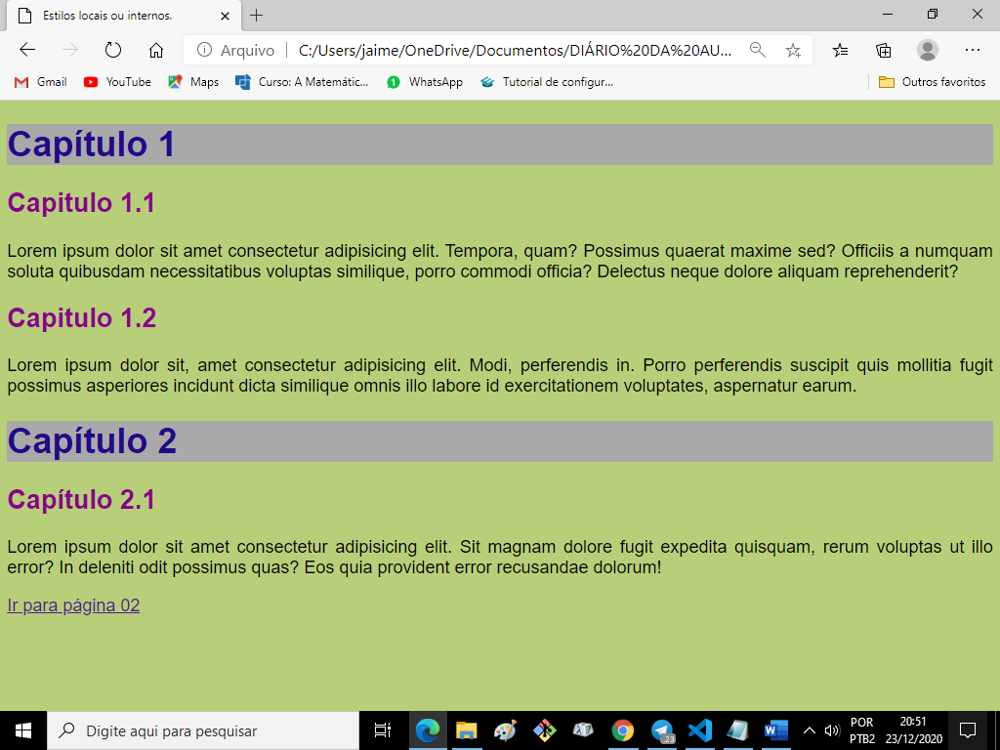 Estilos locais ou internos.
Arquivo C:/Users/jaime/OneDrive/Documentos/DIÁRIO%20DA%20AU...
Gmail YouTube Maps Curso: A Matemátic... 1 WhatsApp Tutorial de configur... Outros favoritos
Capítulo 1
Capitulo 1.1
Lorem ipsum dolor sit amet consectetur adipisicing elit. Tempora, quam? Possimus quaerat maxime sed? Officiis a numquam
soluta quibusdam necessitatibus voluptas similique, porro commodi officia? Delectus neque dolore aliquam reprehenderit?
Capitulo 1.2
Lorem ipsum dolor sit, amet consectetur adipisicing elit. Modi, perferendis in. Porro perferendis suscipit quis mollitia fugit
possimus asperiores incidunt dicta similique omnis illo labore id exercitationem voluptates, aspernatur earum.
Capítulo 2
Capítulo 2.1
Lorem ipsum dolor sit amet consectetur adipisicing elit. Sit magnam dolore fugit expedita quisquam, rerum voluptas ut illo
error? In deleniti odit possimus quas? Eos quia provident error recusandae dolorum!
Ir para página 02
Digite aqui para pesquisar
.23
POR
PTB2
20:51
23/12/2020